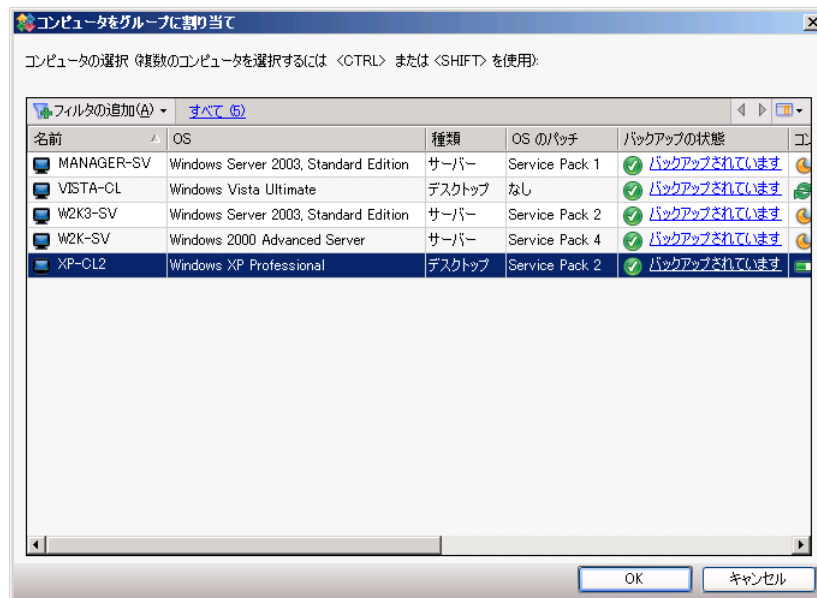 コンピュータをグループに割り当て
コンピュータの選択 (複数のコンピュータを選択するには <CTRL> または <SHIFT> を使用):
フィルタの追加(A) すべて (5)
名前 OS 種類 OS のパッチ バックアップの状態 コン
MANAGER-SV Windows Server 2003, Standard Edition サーバー Service Pack 1 バックアップされています
VISTA-CL Windows Vista Ultimate デスクトップ なし バックアップされています
W2K3-SV Windows Server 2003, Standard Edition サーバー Service Pack 2 バックアップされています
W2K-SV Windows 2000 Advanced Server サーバー Service Pack 4 バックアップされています
XP-CL2 Windows XP Professional デスクトップ Service Pack 2 バックアップされています
OK キャンセル